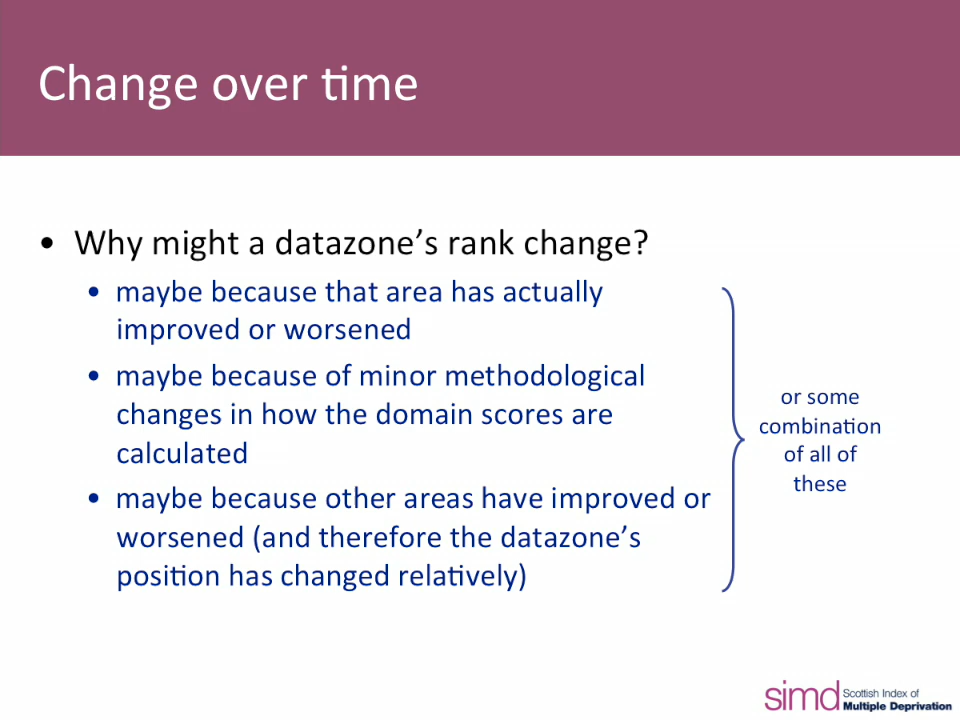 Change over time
• Why might a datazone’s rank change?
• maybe because that area has actually
improved or worsened
• maybe because of minor methodological
changes in how the domain scores are
calculated
• maybe because other areas have improved or
worsened (and therefore the datazone’s
position has changed relatively)
or some
combination
of all of
these
simd Scottish Index of
Multiple Deprivation